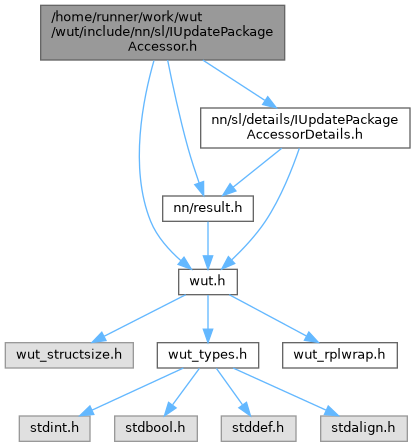 /home/runner/work/wut
/wut/include/nn/sl/IUpdatePackage
Accessor.h
nn/sl/details/IUpdatePackage
AccessorDetails.h
nn/result.h
wut.h
wut_structsize.h
wut_types.h
wut_rplwrap.h
stdint.h
stdbool.h
stddef.h
stdalign.h